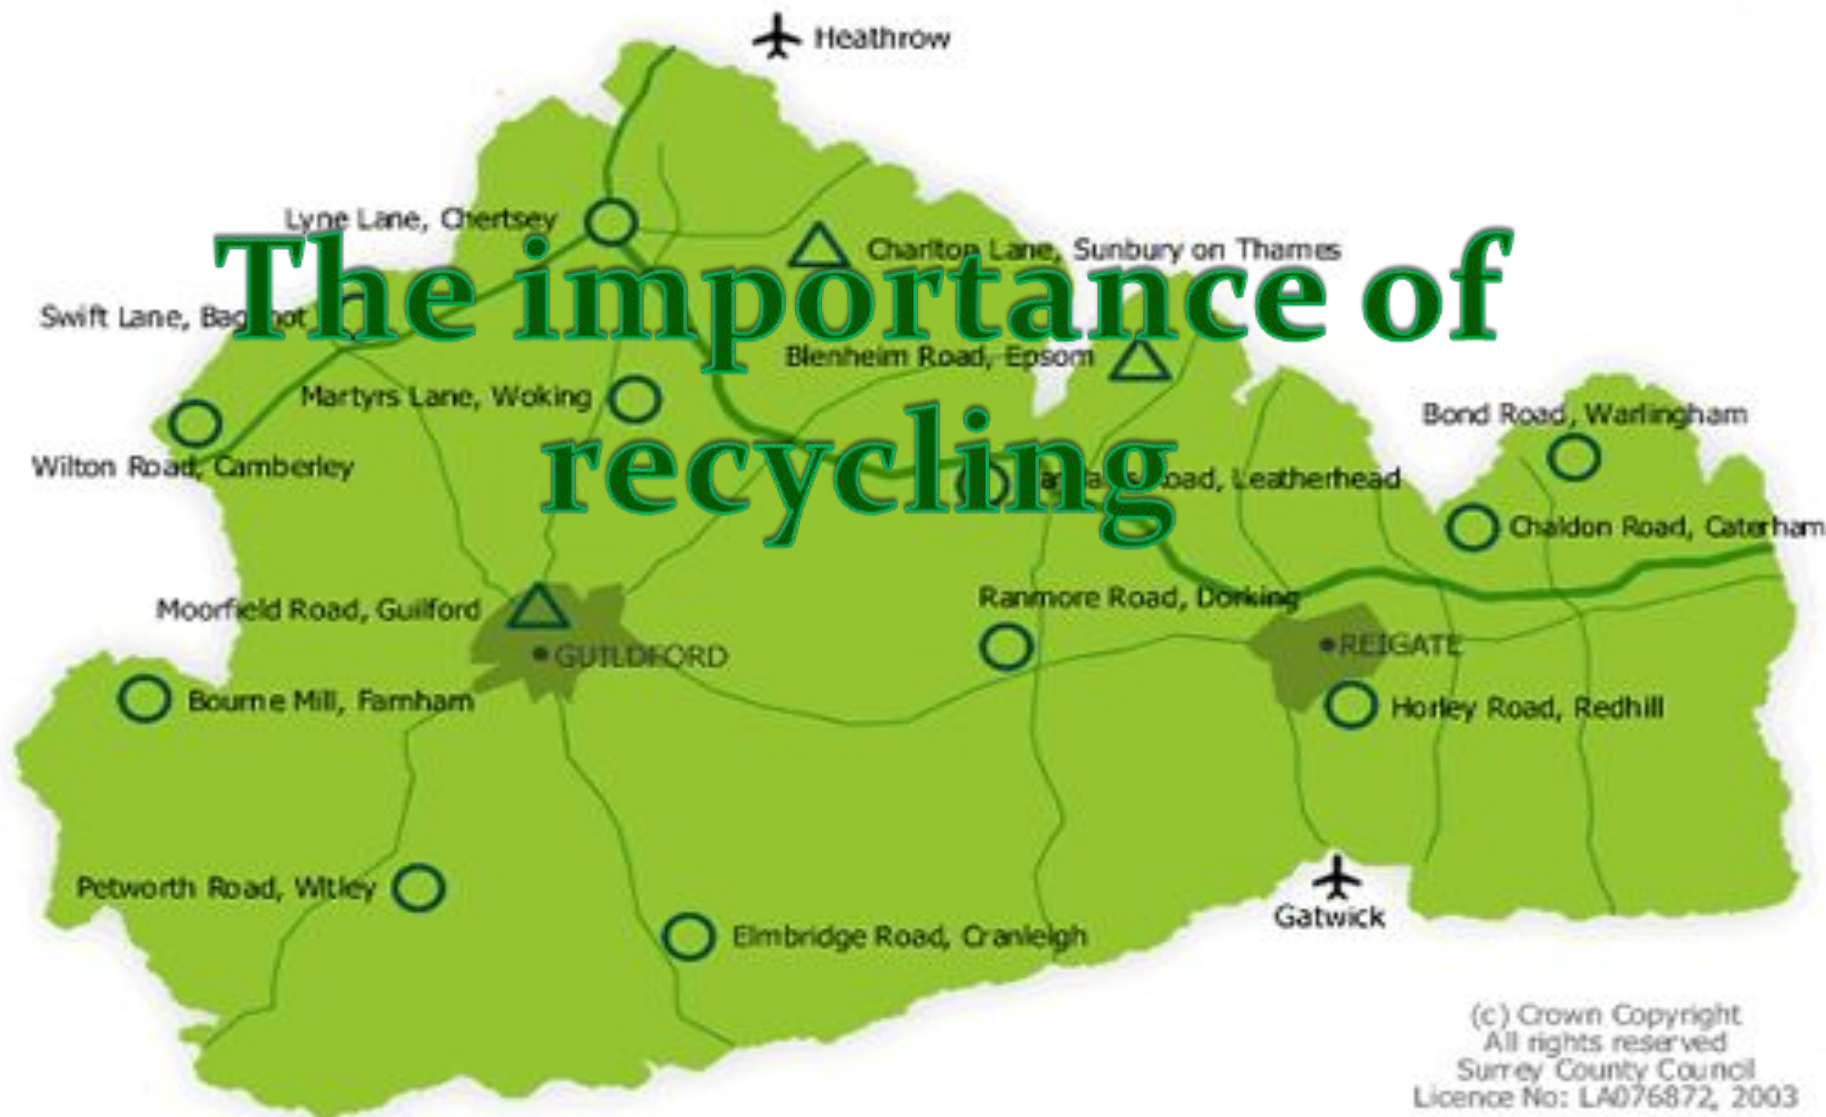 Heathrow
Lyne Lane, Chertsey
Charlton Lane, Sunbury on Thames
The importance of
recycling
Swift Lane,
Blenheim Road, Epsom
Martyrs Lane, Woking
Bond Road, Warlingham
Wilton Road, Camberley
Road, Leatherhead
Chaldon Road, Caterham
Ranmore Road, Dorking
Moorfield Road, Guilford
GUILDFORD
REIGATE
Bourne Mill, Farnham
Horley Road, Redhill
Petworth Road, Witley
Gatwick
Elmbridge Road, Cranleigh
(c) Crown Copyright
All rights reserved
Surrey County Council
Licence No: LA076872, 2003